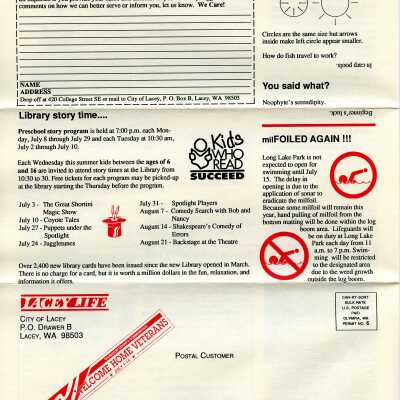 comments on how we can better serve or inform you, let us know. We Care!
NAME
ADDRESS
Drop off at 420 College Street SE or mail to City of Lacey, P. O. Box B, Lacey, WA 98503
Library story time....
Preschool story program is held at 7:00 p.m. each Mon-
day, July 8 through July 29 and each Tuesday at 10:30 am,
July 2 through July 10.
Kids
WHO
READ
SUCCEED
Each Wednesday this summer kids between the ages of 6
and 16 are invited to attend story times at the Library from
10:30 to 30. Free tickets for each program may be picked-up
at the library starting the Thursday before the program.
July 3 - The Great Shortini
Magic Show
July 10 - Coyote Tales
July 27 - Puppets under the
Spotlight
July 24 - Juggletunes
July 31 - Spotlight Players
August 7 - Comedy Search with Bob and
Nancy
August 14 - Shakespeare's Comedy of
Errors
August 21 - Backstage at the Theatre
Over 2,400 new library cards have been issued since the new Library opened in March.
There is no charge for a card, but it is worth a million dollars in the fun, relaxation, and
information it offers.
Circles are the same size but arrows
inside make left circle appear smaller.
How do fish travel to work?
In carp pools.
You said what?
Neophyte's serendipity.
Beginner's luck.
milFOILED AGAIN !!!
Long Lake Park is not
expected to open for
swimming until July
15. The delay in
opening is due to the
application of sonar to
eradicate the milfoil.
Because some milfoil will remain this
year, hand pulling of milfoil from the
bottom matting will be done within the log
boom area. Lifeguards will
be on duty at Long Lake
Park each day from 11
a.m. to 7 p.m. Swim-
ming will be restricted
to the designated area
due to the weed growth
outside the log boom.
LACEY LIFE
CITY OF LACEY
P.O. DRAWER B
LACEY, WA 98503
WELCOME HOME VETERANS
POSTAL CUSTOMER
CAR-RT-SORT
BULK RATE
U.S. POSTAGE
PAID
OLYMPIA, WA
PERMIT NO. 6